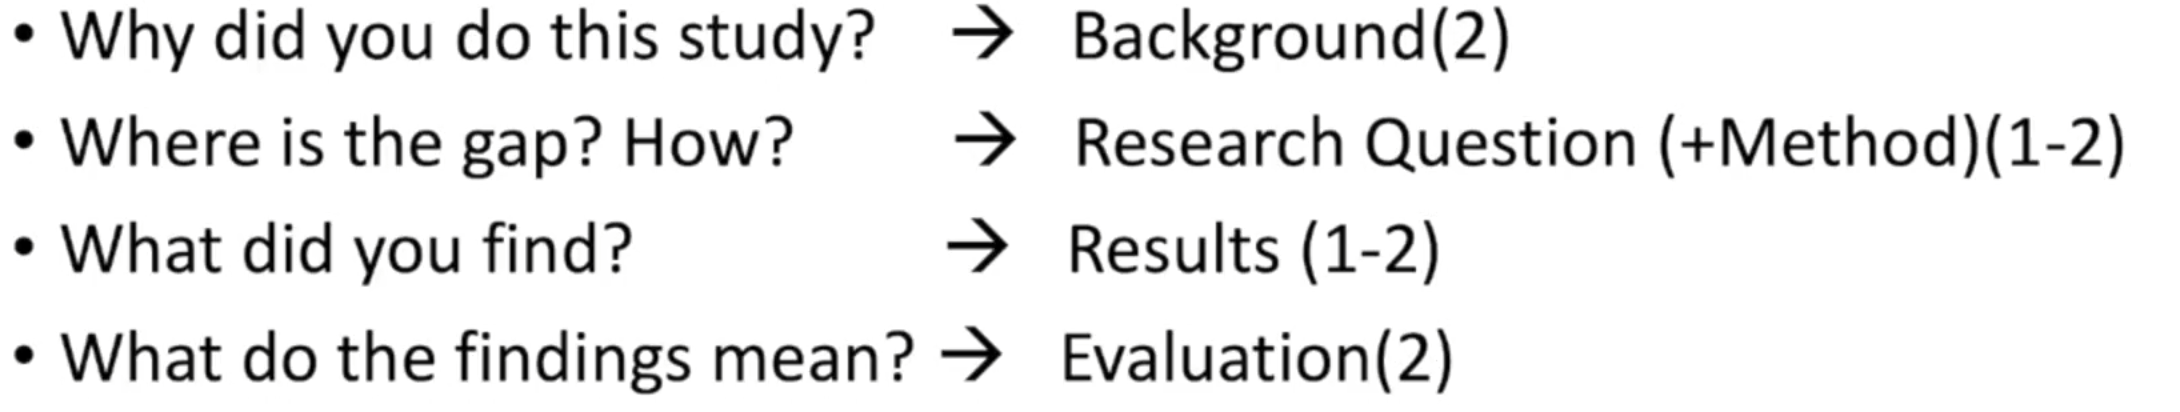 • Why did you do this study? → Background(2)
• Where is the gap? How? → Research Question (+Method)(1-2)
• What did you find? → Results (1-2)
• What do the findings mean? → Evaluation(2)